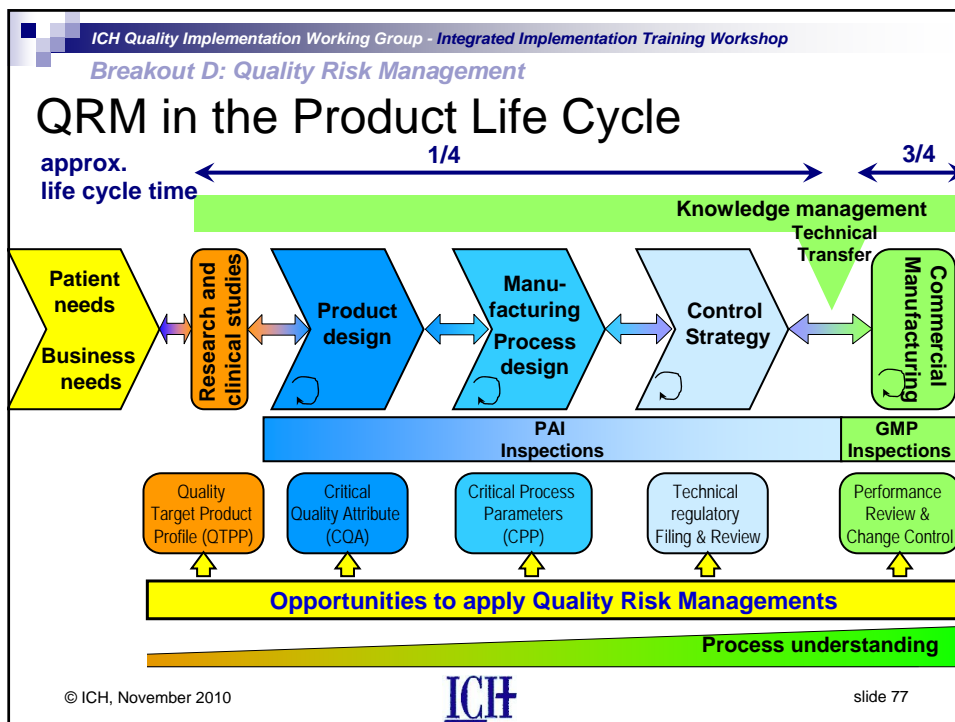 ICH Quality Implementation Working Group - Integrated Implementation Training Workshop
Breakout D: Quality Risk Management
QRM in the Product Life Cycle
approx.
life cycle time
1/4
3/4
Knowledge management
Technical
Transfer
Patient
needs
Business
needs
Research and
clinical studies
Product
design
Manu-
facturing
Process
design
Control
Strategy
Commercial
Manufacturing
PAI
Inspections
GMP
Inspections
Quality
Target Product
Profile (QTPP)
Critical
Quality Attribute
(CQA)
Critical Process
Parameters
(CPP)
Technical
regulatory
Filing & Review
Performance
Review &
Change Control
Opportunities to apply Quality Risk Managements
Process understanding
© ICH, November 2010
ICH
slide 77